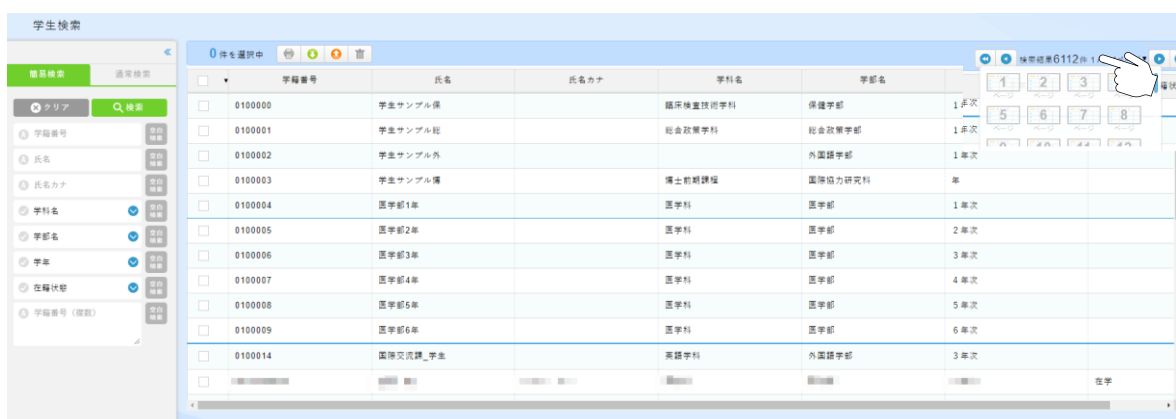 学生検索
簡易検索 通常検索
クリア 検索
学籍番号 空白検索
氏名 空白検索
氏名カナ 空白検索
学科名 空白検索
学部名 空白検索
学年 空白検索
在籍状態 空白検索
学籍番号（複数） 空白検索
0件を選択中
検索結果6112件 1
1 ページ 2 ページ 3 ページ
5 ページ 6 ページ 7 ページ 8 ページ
9 10 11 12
学籍番号 氏名 氏名カナ 学科名 学部名 籍状
0100000 学生サンプル保 臨床検査技術学科 保健学部 1年次
0100001 学生サンプル総 総合政策学科 総合政策学部 1年次
0100002 学生サンプル外 外国語学部 1年次
0100003 学生サンプル博 博士前期課程 国際協力研究科 年
0100004 医学部1年 医学科 医学部 1年次
0100005 医学部2年 医学科 医学部 2年次
0100006 医学部3年 医学科 医学部 3年次
0100007 医学部4年 医学科 医学部 4年次
0100008 医学部5年 医学科 医学部 5年次
0100009 医学部6年 医学科 医学部 6年次
0100014 国際交流課_学生 英語学科 外国語学部 3年次
在学